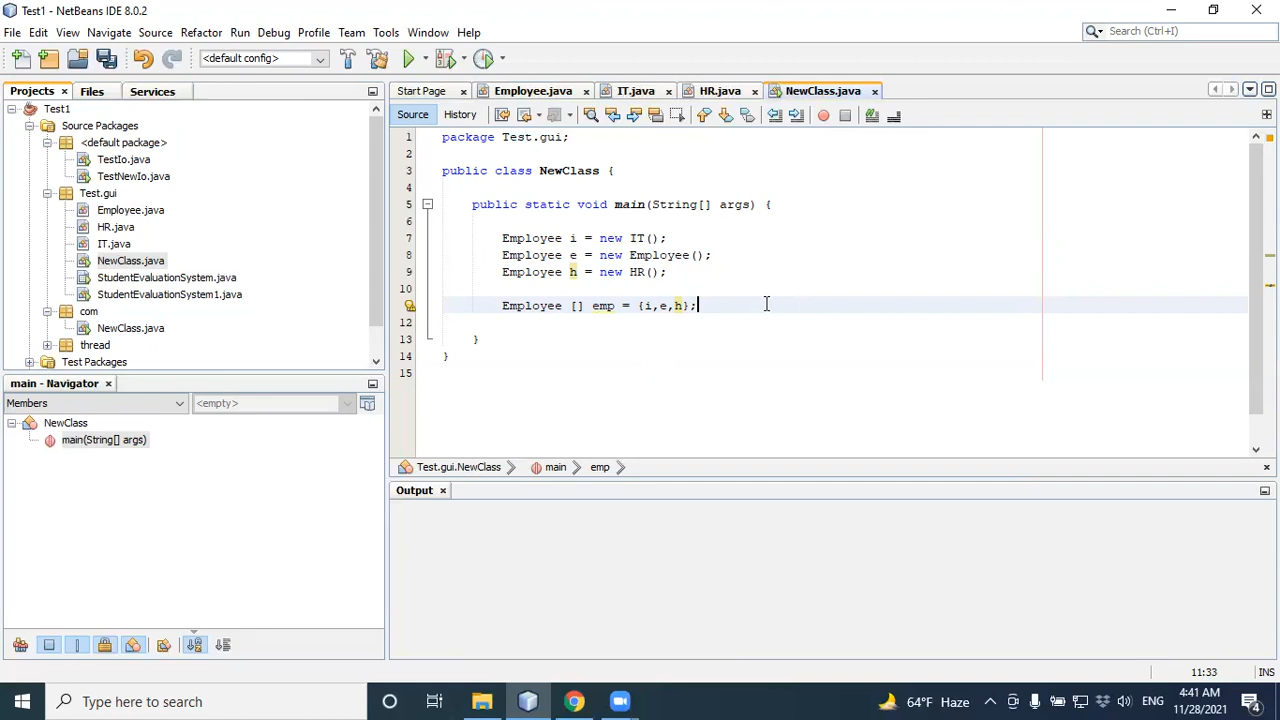 Test1 - NetBeans IDE 8.0.2
File Edit View Navigate Source Refactor Run Debug Profile Team Tools Window Help
Search (Ctrl+I)
<default config>
Projects Files Services
Test1
Source Packages
<default package>
TestIo.java
TestNewIo.java
Test.gui
Employee.java
HR.java
IT.java
NewClass.java
StudentEvaluationSystem.java
StudentEvaluationSystem1.java
com
NewClass.java
thread
Test Packages
main - Navigator
Members <empty>
NewClass
main(String[] args)
Start Page Employee.java IT.java HR.java NewClass.java
Source History
1 package Test.gui;
2
3 public class NewClass {
4
5 public static void main(String[] args) {
6
7 Employee i = new IT();
8 Employee e = new Employee();
9 Employee h = new HR();
10
Employee [] emp = {i,e,h};
12
13 }
14 }
15
Test.gui.NewClass main emp
Output
11:33 INS
Type here to search
64°F Haze
ENG
4:41 AM
11/28/2021
4